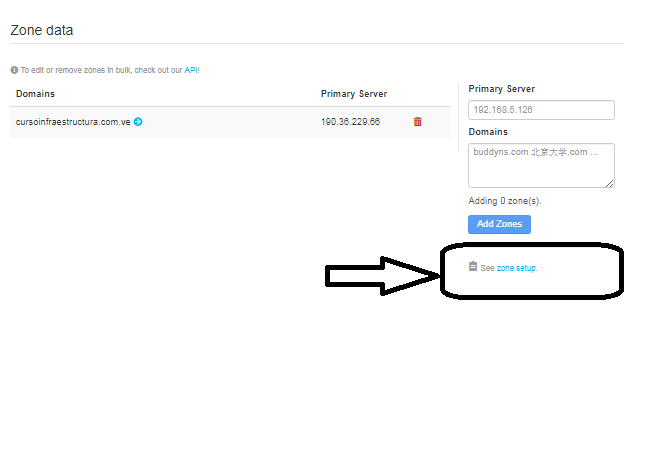 Zone data
To edit or remove zones in bulk, check out our API!
Domains Primary Server
cursoinfraestructura.com.ve 190.36.229.66
Primary Server
192.168.5.126
Domains
buddyns.com 北京大学.com ...
Adding 0 zone(s).
Add Zones
See zone setup.